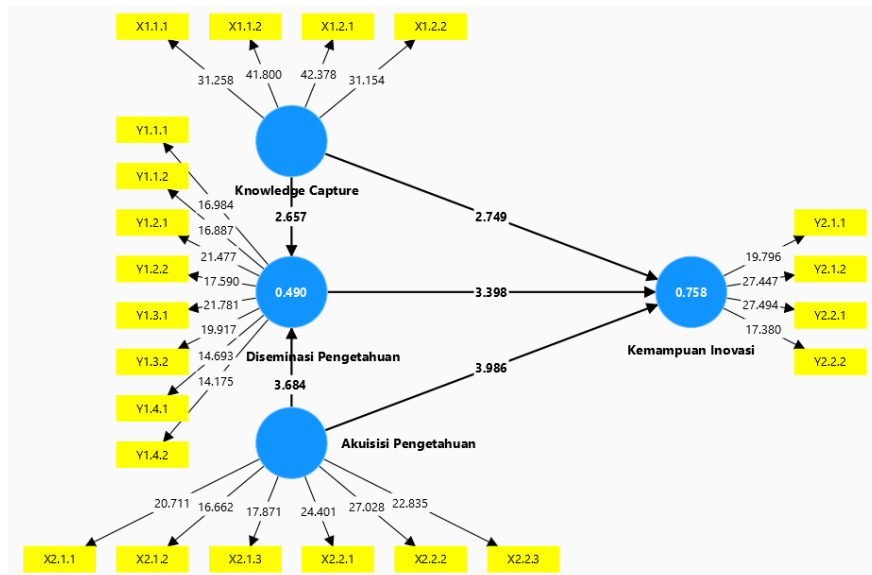 X1.1.1 X1.1.2 X1.2.1 X1.2.2
31.258 41.800 42.378 31.154
Knowledge Capture
Y1.1.1
Y1.1.2
Y1.2.1
Y1.2.2
Y1.3.1
Y1.3.2
Y1.4.1
Y1.4.2
16.984
16.887
21.477
17.590
21.781
19.917
14.693
14.175
2.657
2.749
0.490
3.398
0.758
Diseminasi Pengetahuan
Kemampuan Inovasi
3.684
3.986
Akuisisi Pengetahuan
19.796
27.447
27.494
17.380
Y2.1.1
Y2.1.2
Y2.2.1
Y2.2.2
20.711 16.662 17.871 24.401 27.028 22.835
X2.1.1 X2.1.2 X2.1.3 X2.2.1 X2.2.2 X2.2.3